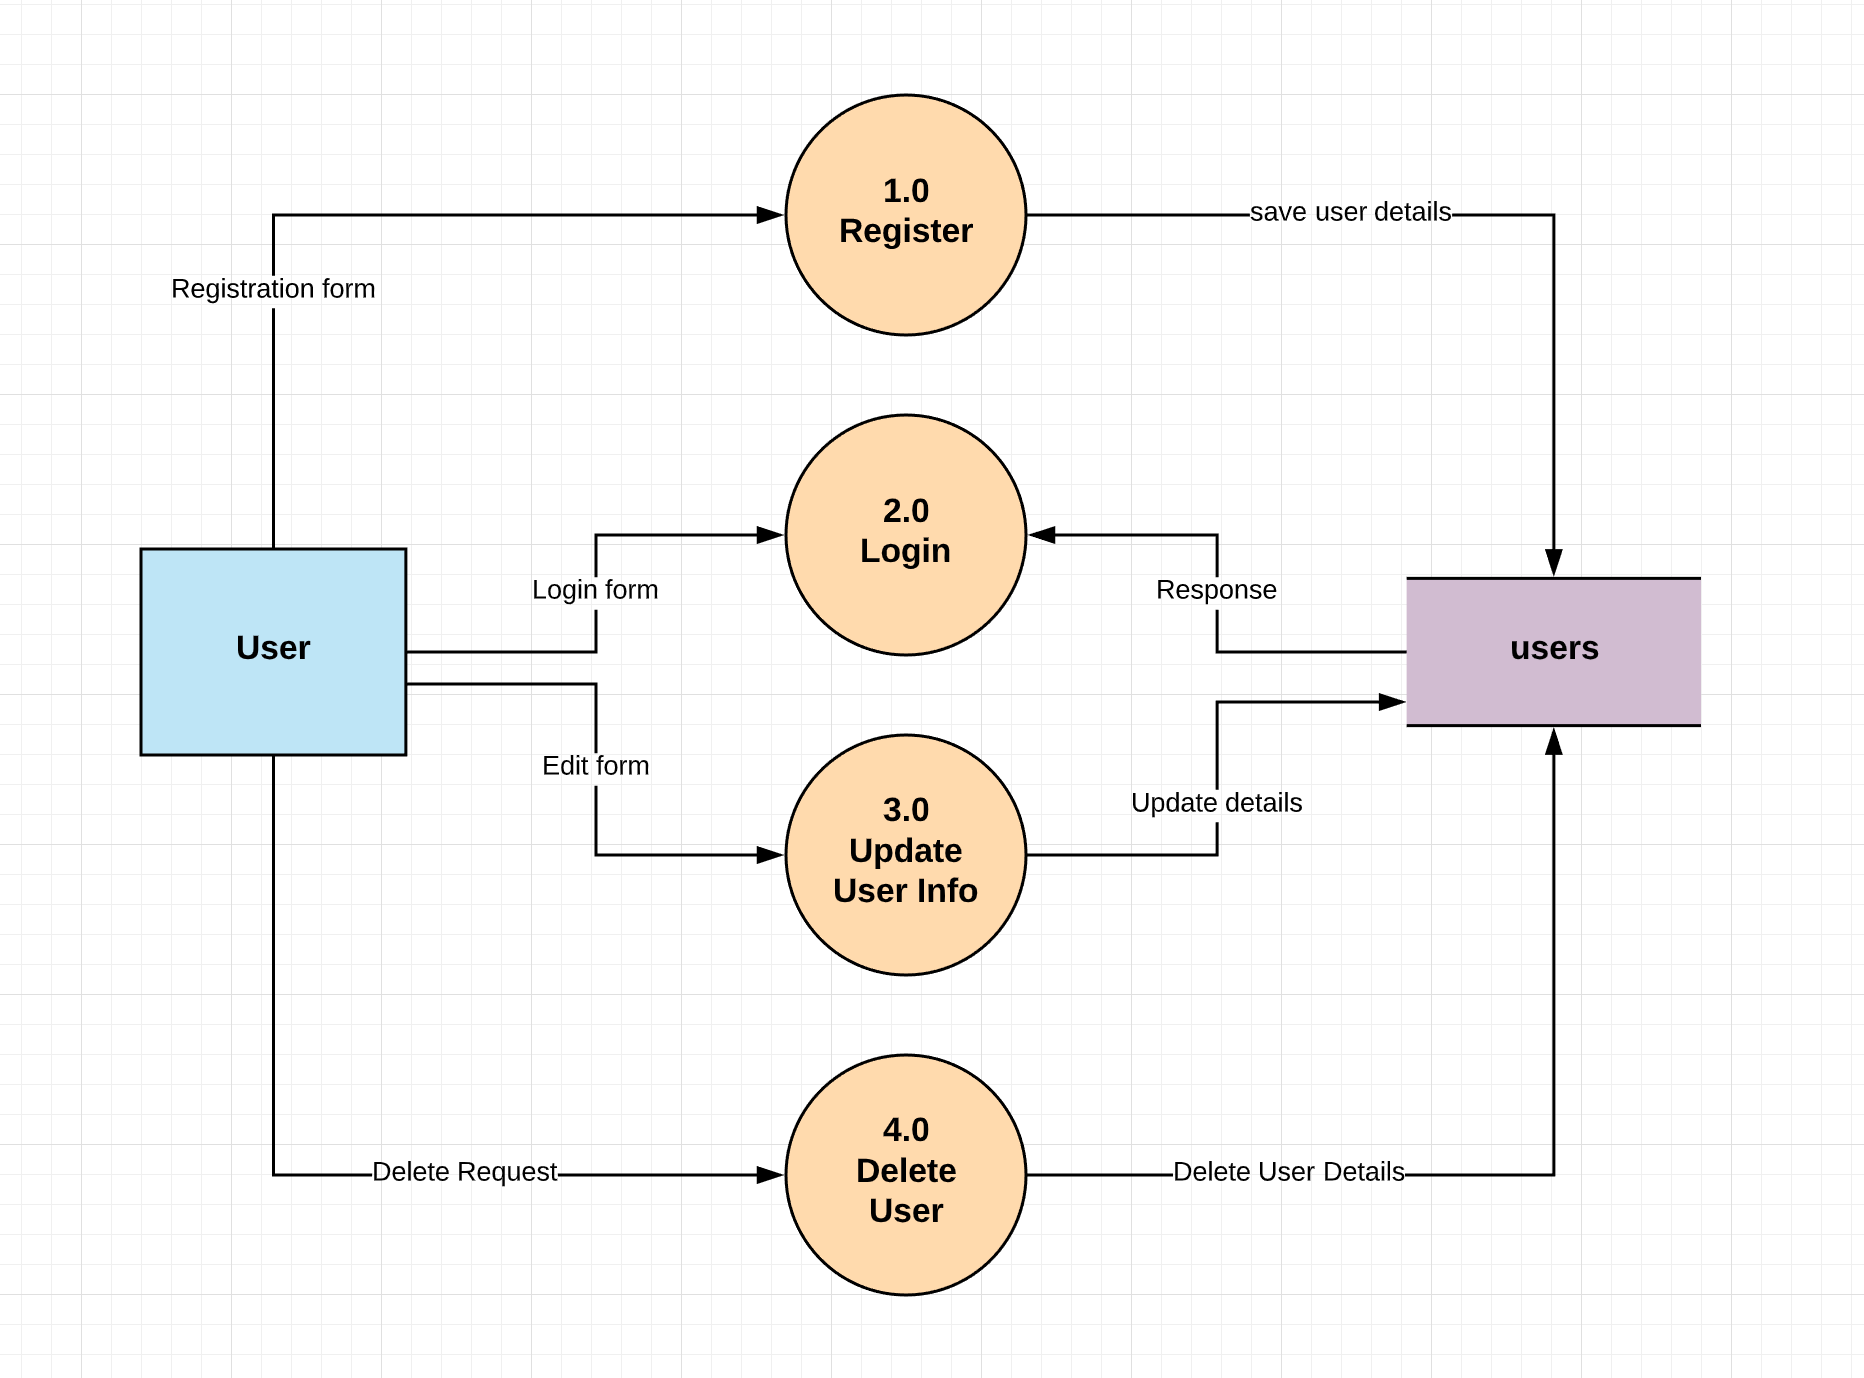 1.0
Register
save user details
Registration form
2.0
Login
Login form
Response
User
users
Edit form
Update details
3.0
Update
User Info
4.0
Delete
User
Delete Request
Delete User Details